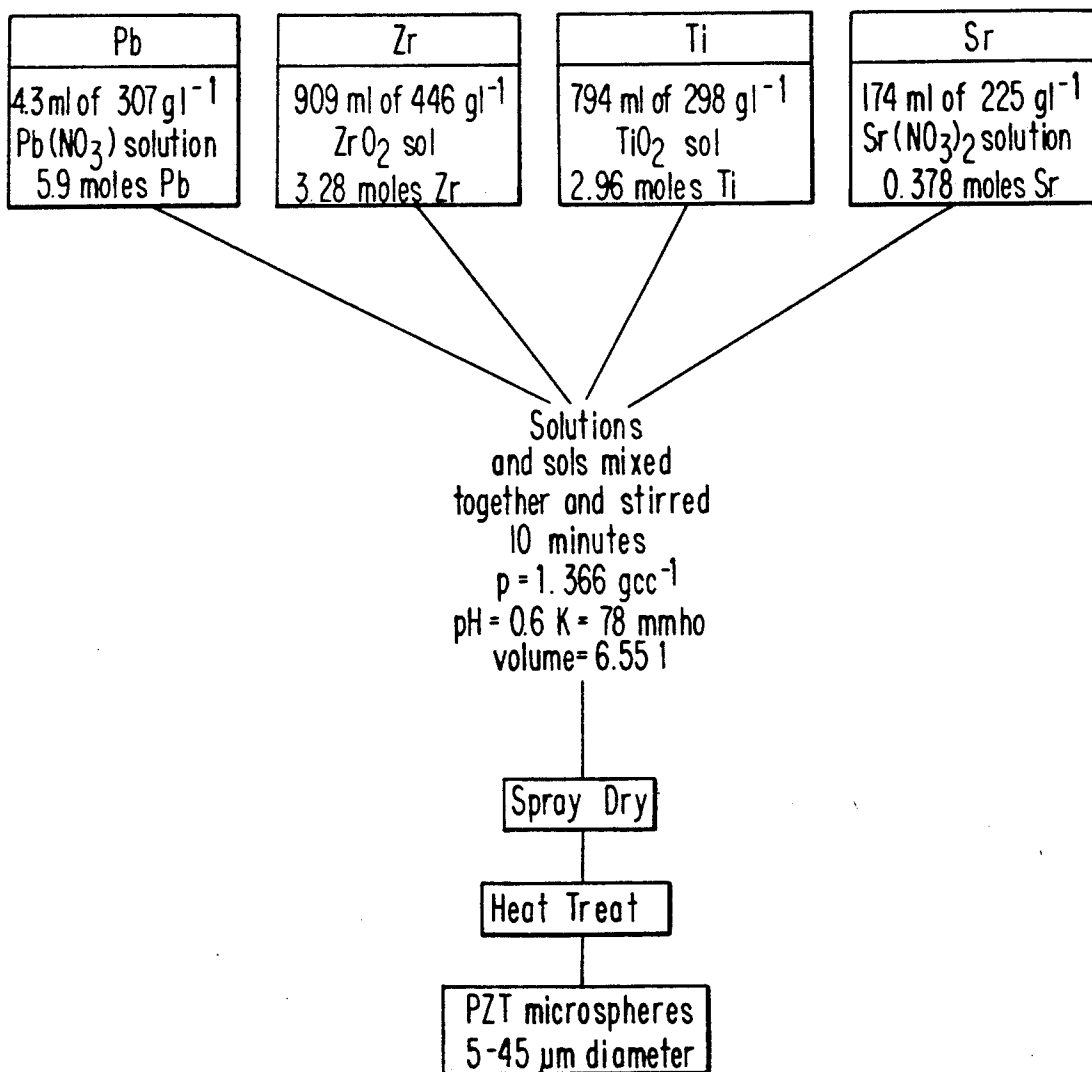 Pb
4.3 ml of 307 gl⁻¹
Pb(NO₃) solution
5.9 moles Pb
Zr
909 ml of 446 gl⁻¹
ZrO₂ sol
3.28 moles Zr
Ti
794 ml of 298 gl⁻¹
TiO₂ sol
2.96 moles Ti
Sr
174 ml of 225 gl⁻¹
Sr(NO₃)₂ solution
0.378 moles Sr
Solutions
and sols mixed
together and stirred
10 minutes
p = 1.366 gcc⁻¹
pH = 0.6 K = 78 mmho
volume = 6.55 l
Spray Dry
Heat Treat
PZT microspheres
5-45 µm diameter